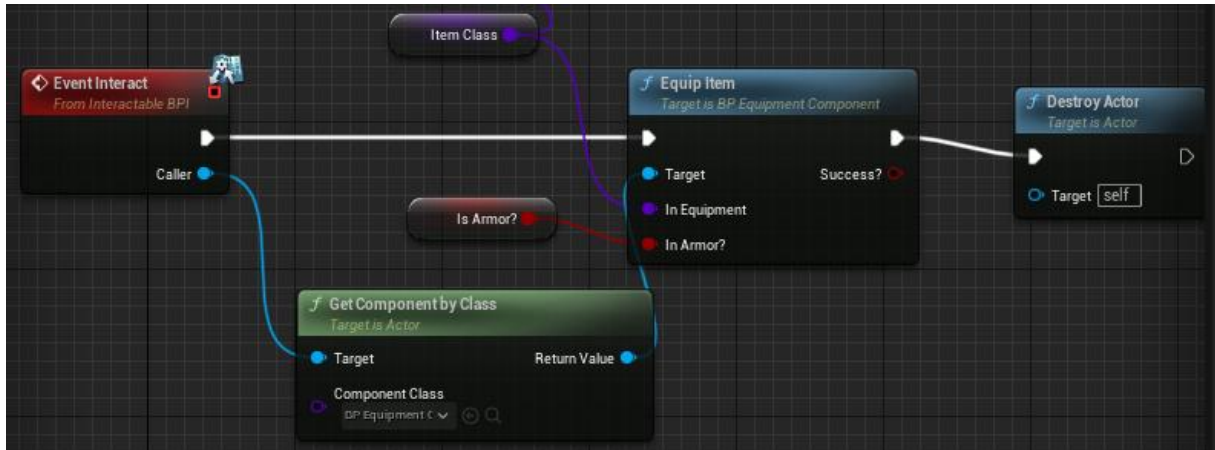 Item Class
Event Interact
From Interactable BPI
Caller
f Equip Item
Target is BP Equipment Component
Target
Success?
In Equipment
In Armor?
f Destroy Actor
Target is Actor
Target self
Is Armor?
f Get Component by Class
Target is Actor
Target
Return Value
Component Class
BP Equipment C